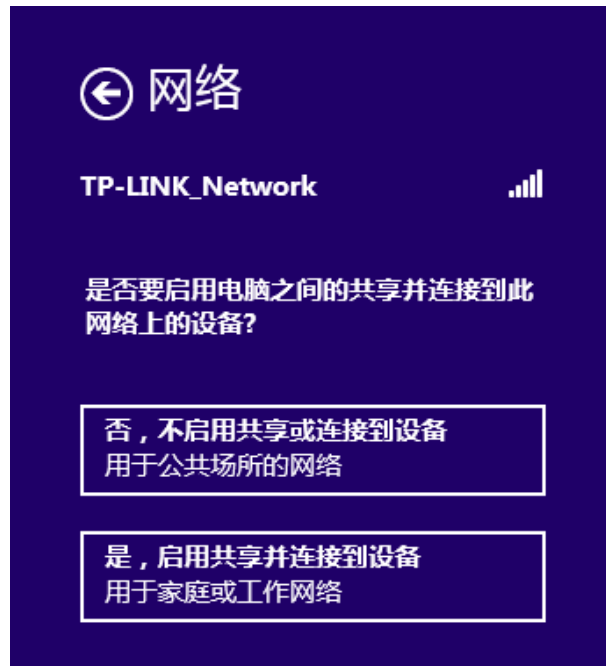 网络
TP-LINK_Network
是否要启用电脑之间的共享并连接到此
网络上的设备?
否，不启用共享或连接到设备
用于公共场所的网络
是，启用共享并连接到设备
用于家庭或工作网络